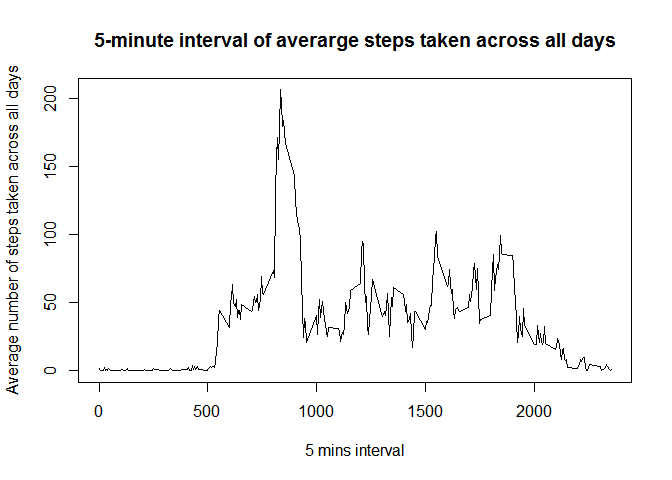 5-minute interval of averarge steps taken across all days
Average number of steps taken across all days
200
150
100
50
0
0 500 1000 1500 2000
5 mins interval